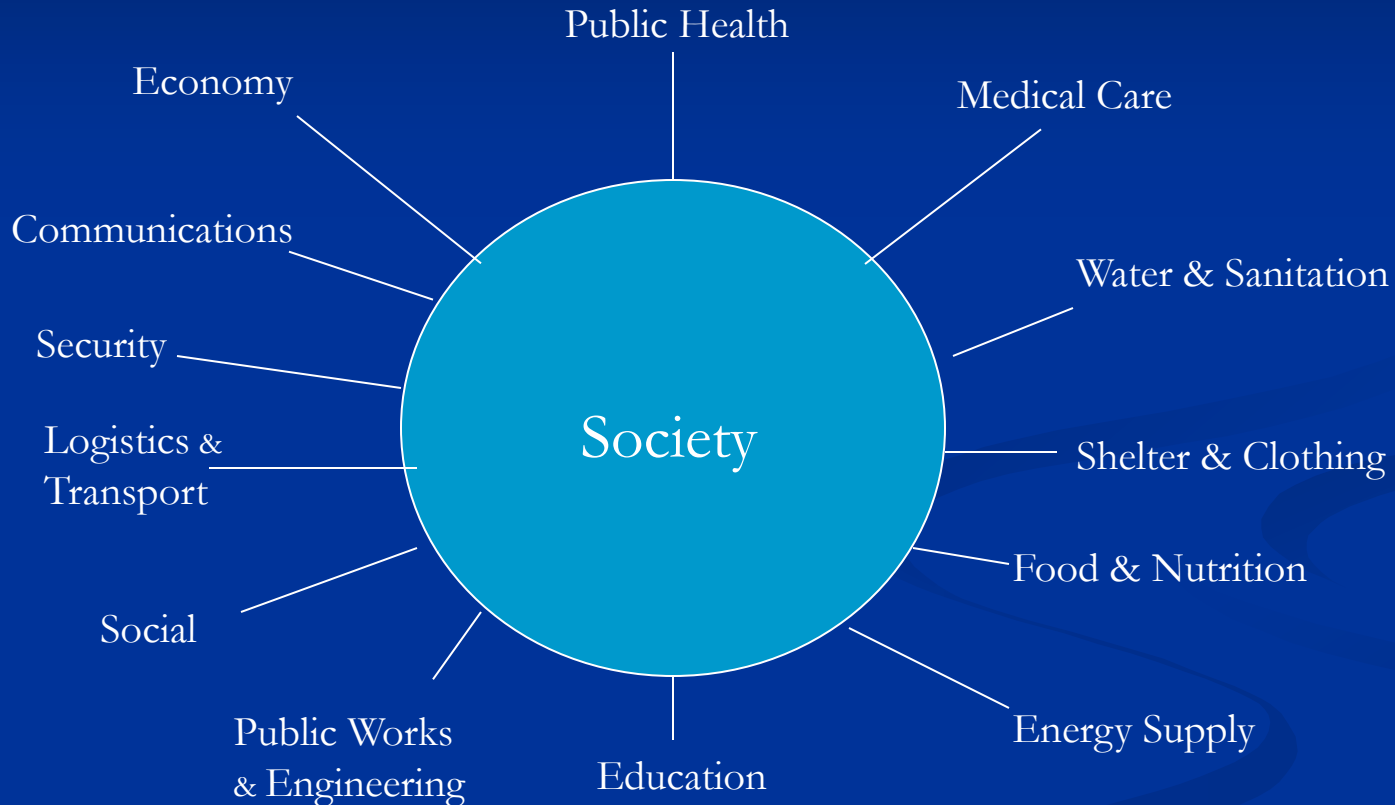 Public Health
Economy
Medical Care
Communications
Water & Sanitation
Security
Society
Logistics &
Transport
Shelter & Clothing
Food & Nutrition
Social
Public Works
& Engineering
Energy Supply
Education